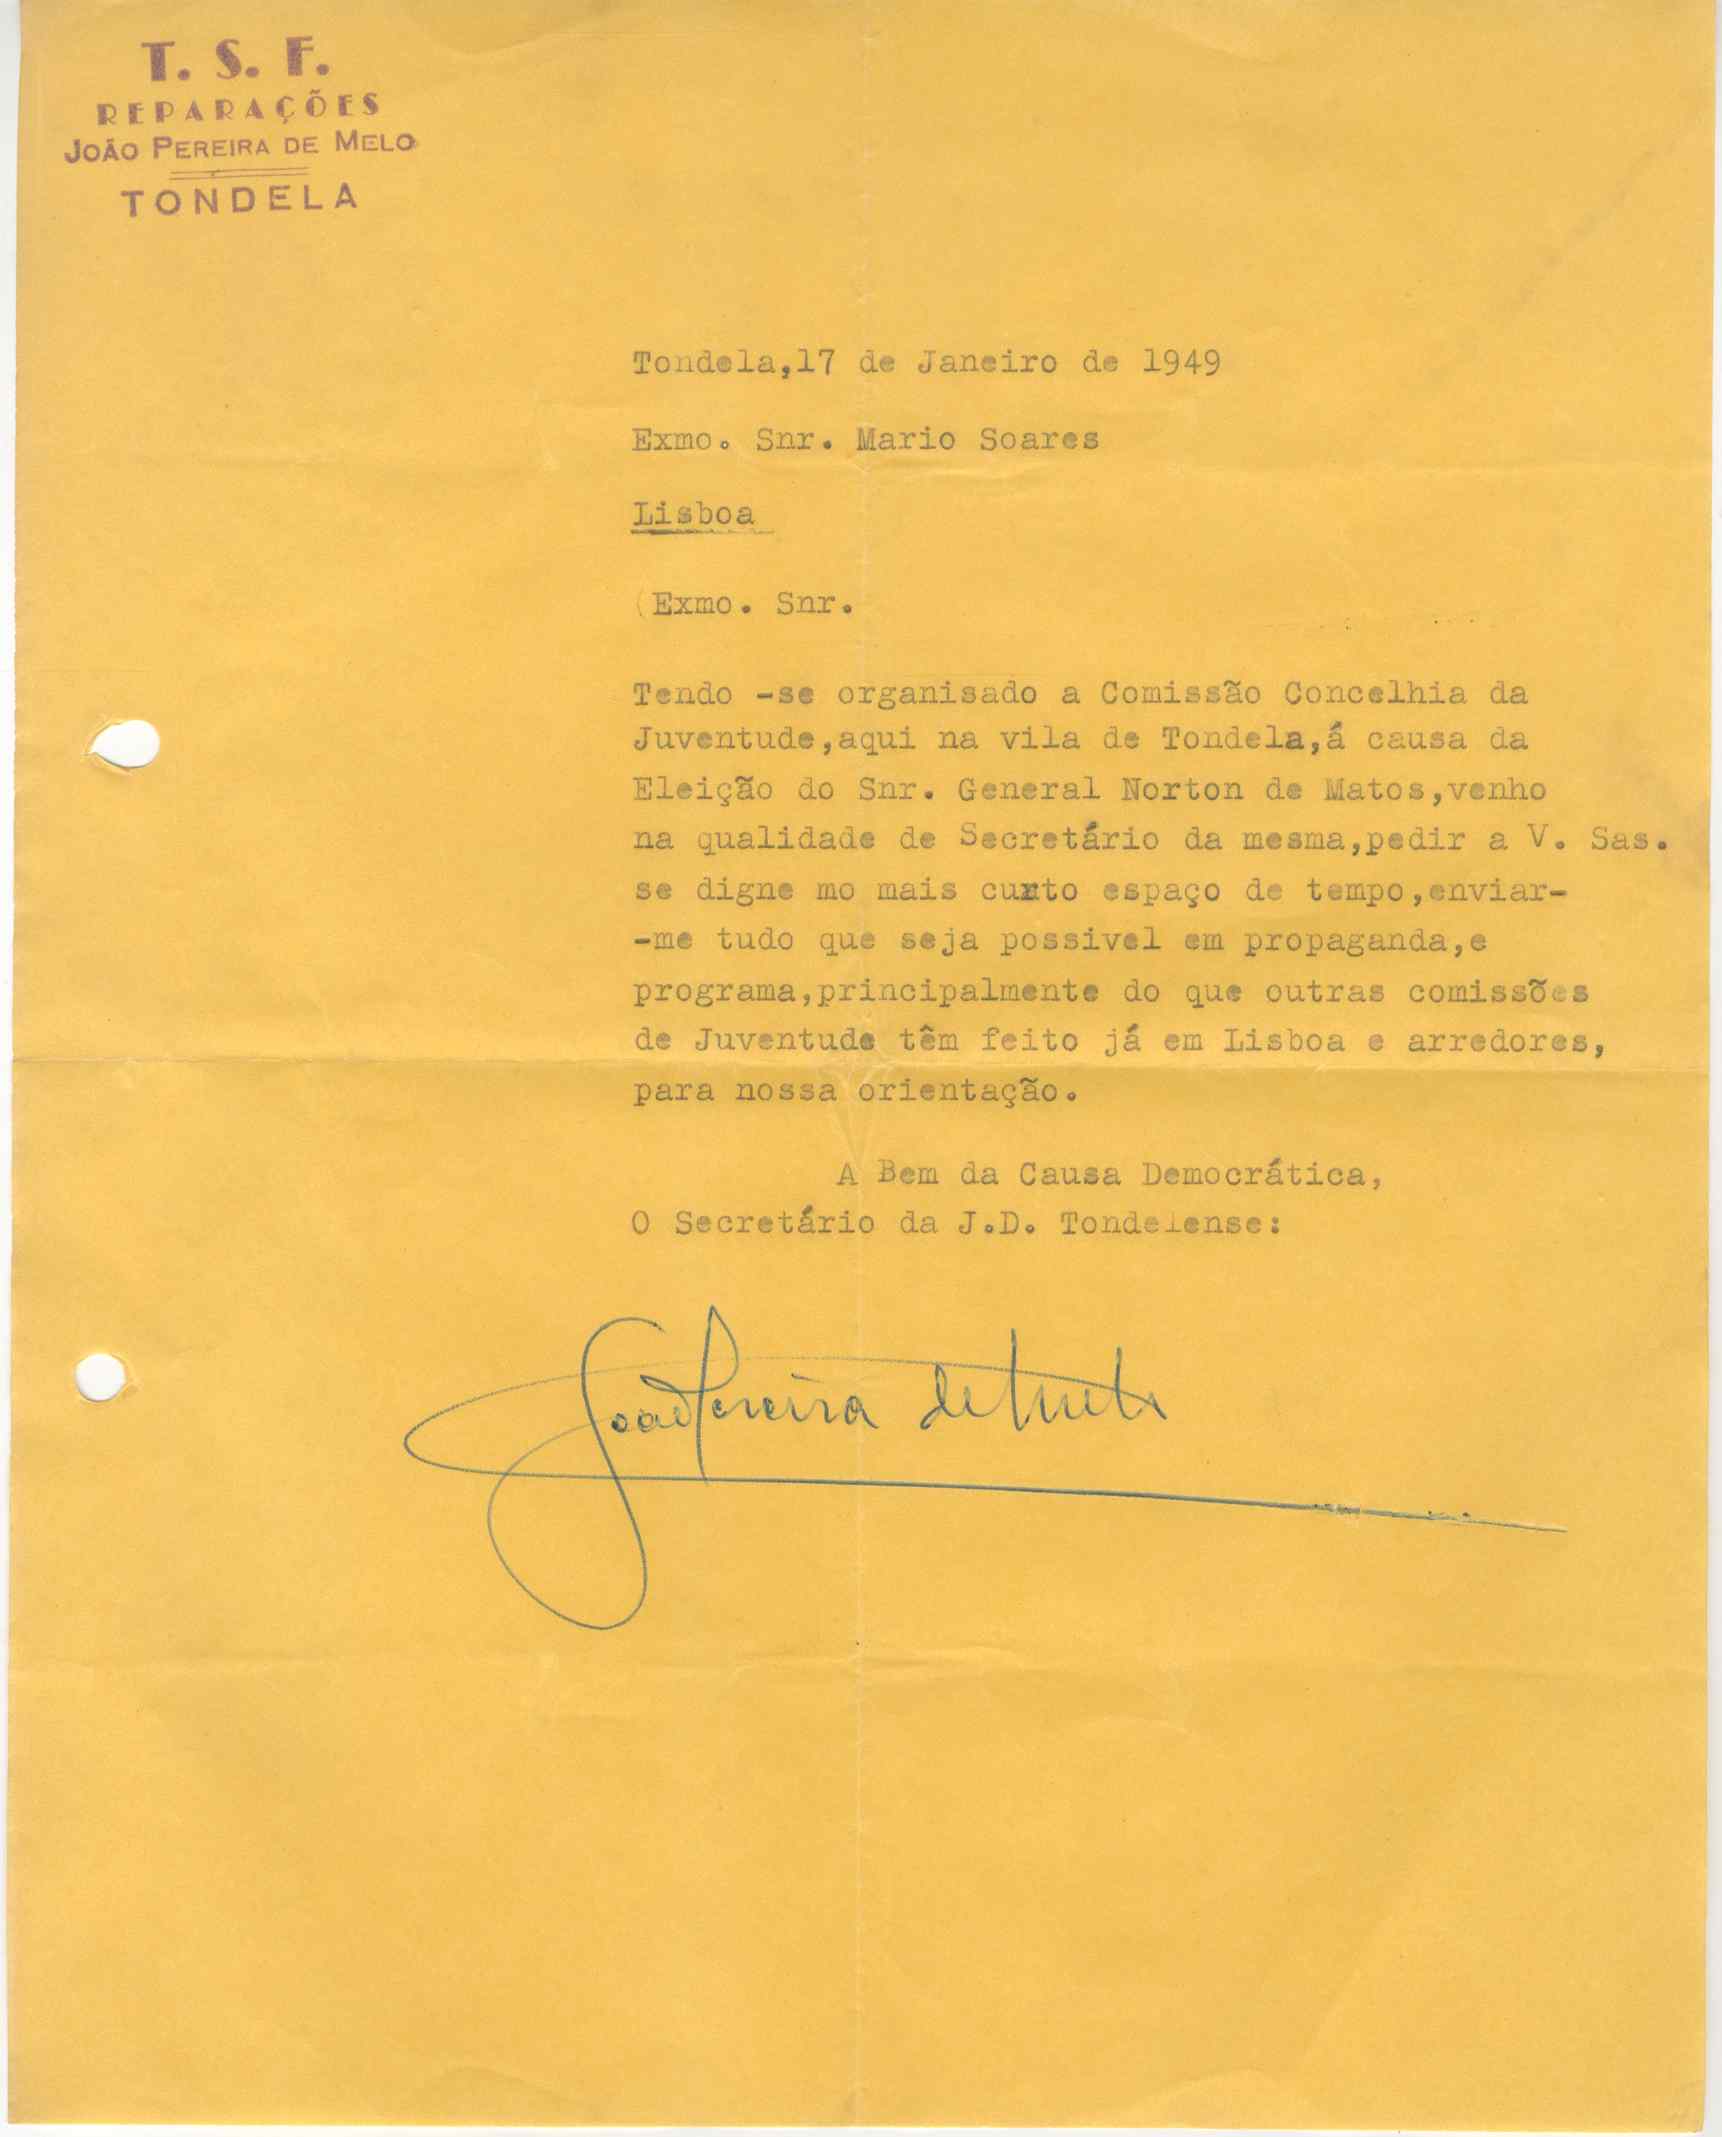 T. S. F.
REPARAÇÕES
JOÃO PEREIRA DE MELO
TONDELA
Tondela,17 de Janeiro de 1949
Exmo. Snr. Mario Soares
Lisboa
(Exmo. Snr.
Tendo -se organisado a Comissão Concelhia da
Juventude,aqui na vila de Tondela,á causa da
Eleição do Snr. General Norton de Matos,venho
na qualidade de Secretário da mesma,pedir a V. Sas.
se digne mo mais curto espaço de tempo,enviar-
-me tudo que seja possivel em propaganda,e
programa,principalmente do que outras comissões
de Juventude têm feito já em Lisboa e arredores,
para nossa orientação.
A Bem da Causa Democrática,
O Secretário da J.D. Tondelense:
João Pereira de Melo